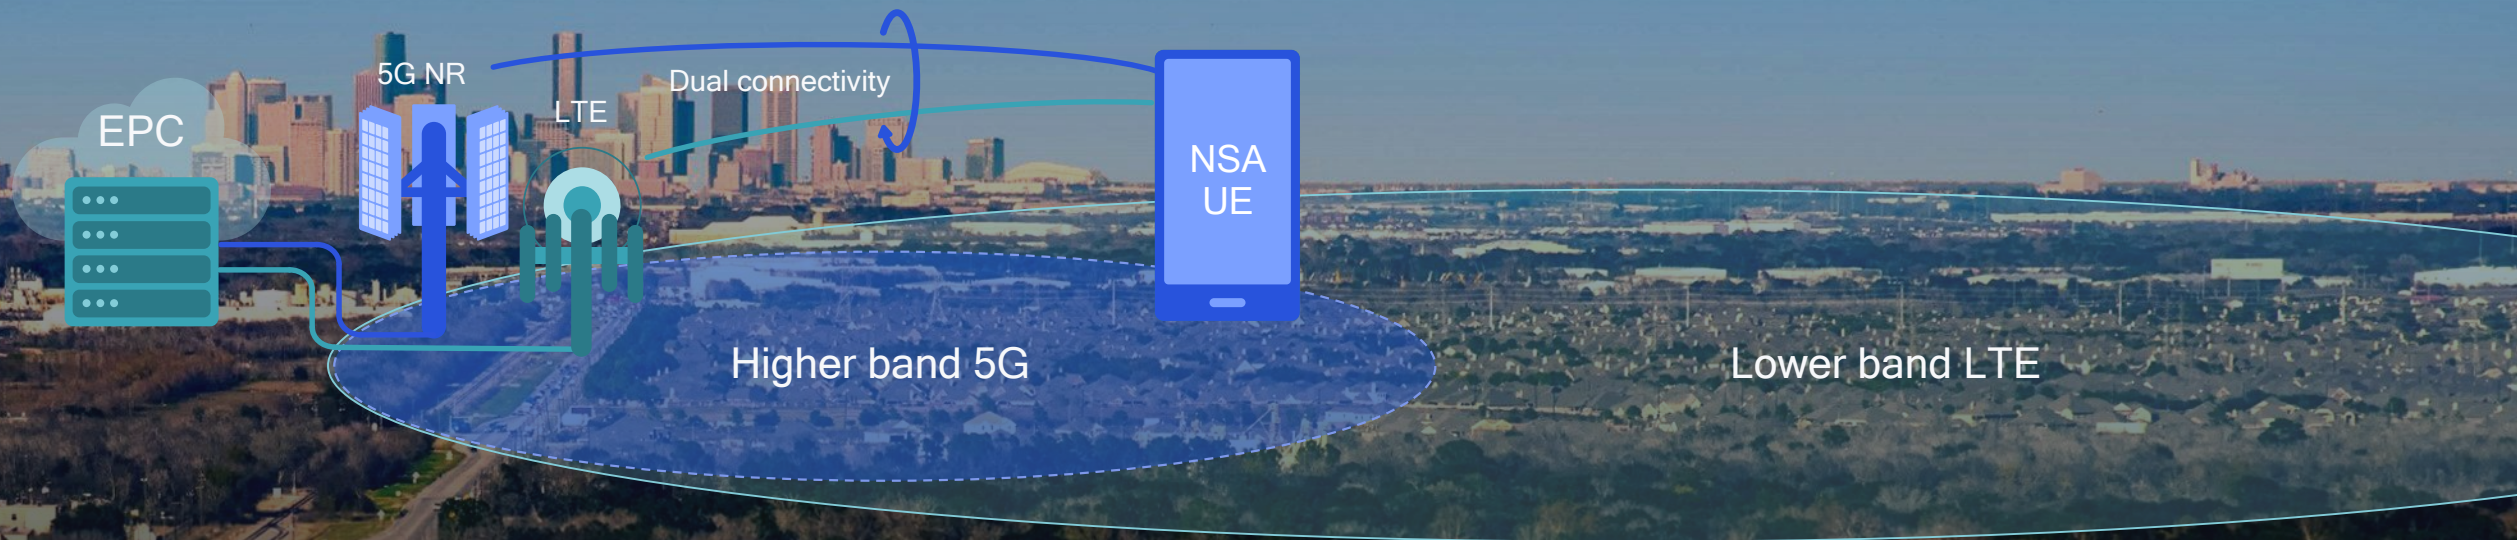 5G NR
Dual connectivity
LTE
EPC
NSA
UE
Higher band 5G
Lower band LTE